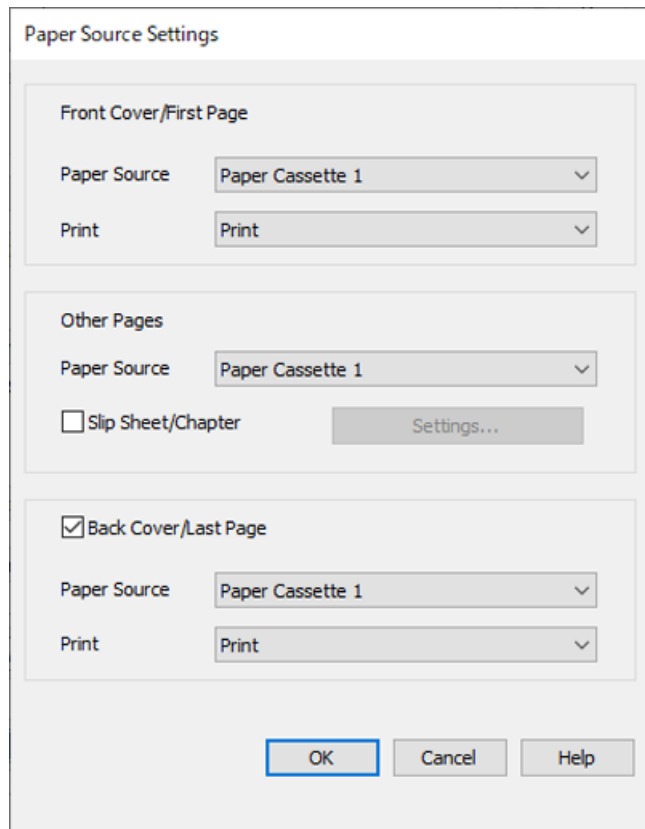 Paper Source Settings
Front Cover/First Page
Paper Source Paper Cassette 1
Print Print
Other Pages
Paper Source Paper Cassette 1
Slip Sheet/Chapter Settings...
Back Cover/Last Page
Paper Source Paper Cassette 1
Print Print
OK Cancel Help